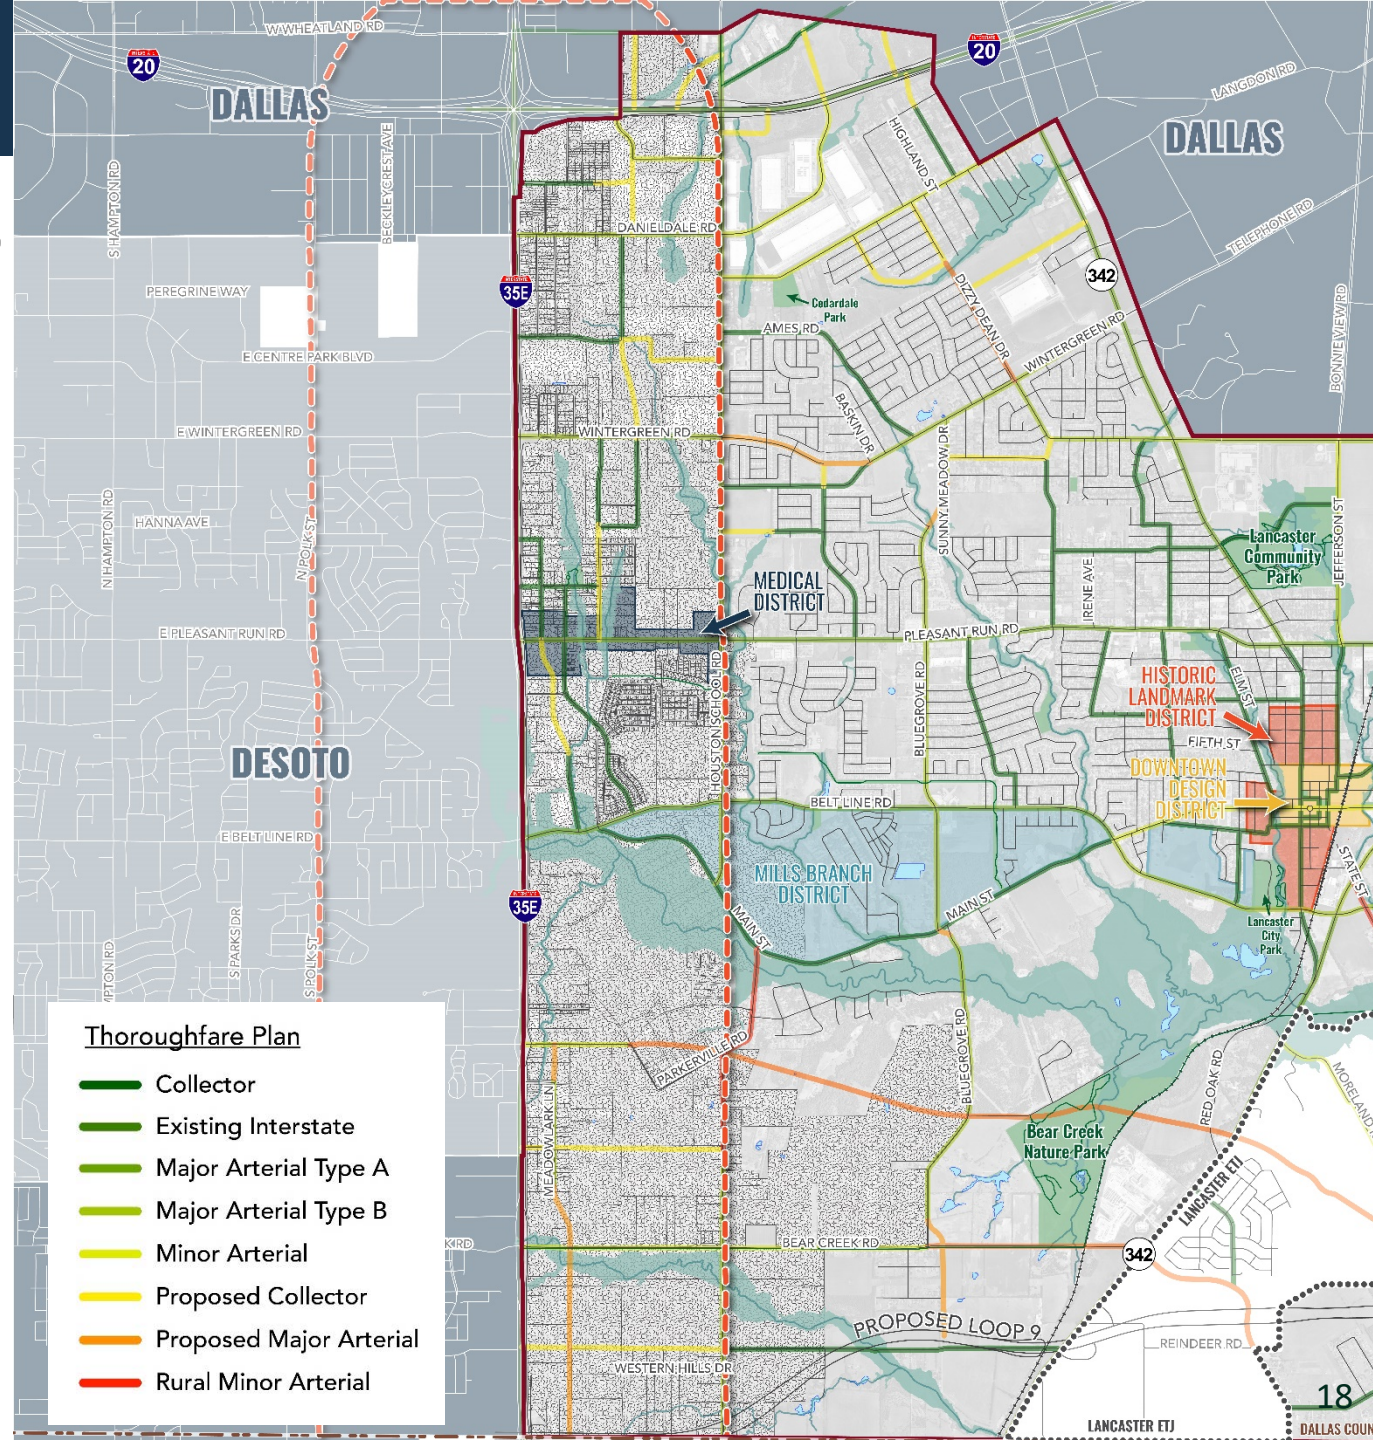 W WHEATLAND RD
INTERSTATE
20
DALLAS
INTERSTATE
20
LANGDON RD
DALLAS
S HAMPTON RD
BECKLEYCREST AVE
HIGHLAND ST
TELEPHONE RD
DANIELDALE RD
PEREGRINE WAY
35E
342
Cedardale
Park
DIZZY DEAN DR
BONNIE VIEW RD
AMES RD
WINTERGREEN RD
E CENTRE PARK BLVD
BASKIN DR
E WINTERGREEN RD
WINTERGREEN RD
SUNNY MEADOW DR
N HAMPTON RD
HANNA AVE
N POLK ST
JEFFERSON ST
Lancaster
Community
Park
MEDICAL
DISTRICT
IRENE AVE
E PLEASANT RUN RD
PLEASANT RUN RD
HOUSTON SCHOOL RD
BLUEGROVE RD
HISTORIC
LANDMARK
DISTRICT
ELM ST
FIFTH ST
DESOTO
DOWNTOWN
DESIGN
DISTRICT
BELT LINE RD
E BELT LINE RD
MILLS BRANCH
DISTRICT
STATE ST
35E
MAIN ST
MAIN ST
Lancaster
City
Park
S PARKS DR
S POLK ST
MPTON RD
PARKERVILLE RD
BLUEGROVE RD
RED OAK RD
MORELAND
MEADOWLARK LN
Bear Creek
Nature Park
LANCASTER ETJ
K RD
BEAR CREEK RD
342
PROPOSED LOOP 9
REINDEER RD
WESTERN HILLS DR
Thoroughfare Plan
Collector
Existing Interstate
Major Arterial Type A
Major Arterial Type B
Minor Arterial
Proposed Collector
Proposed Major Arterial
Rural Minor Arterial
18
LANCASTER ETJ
DALLAS COUN